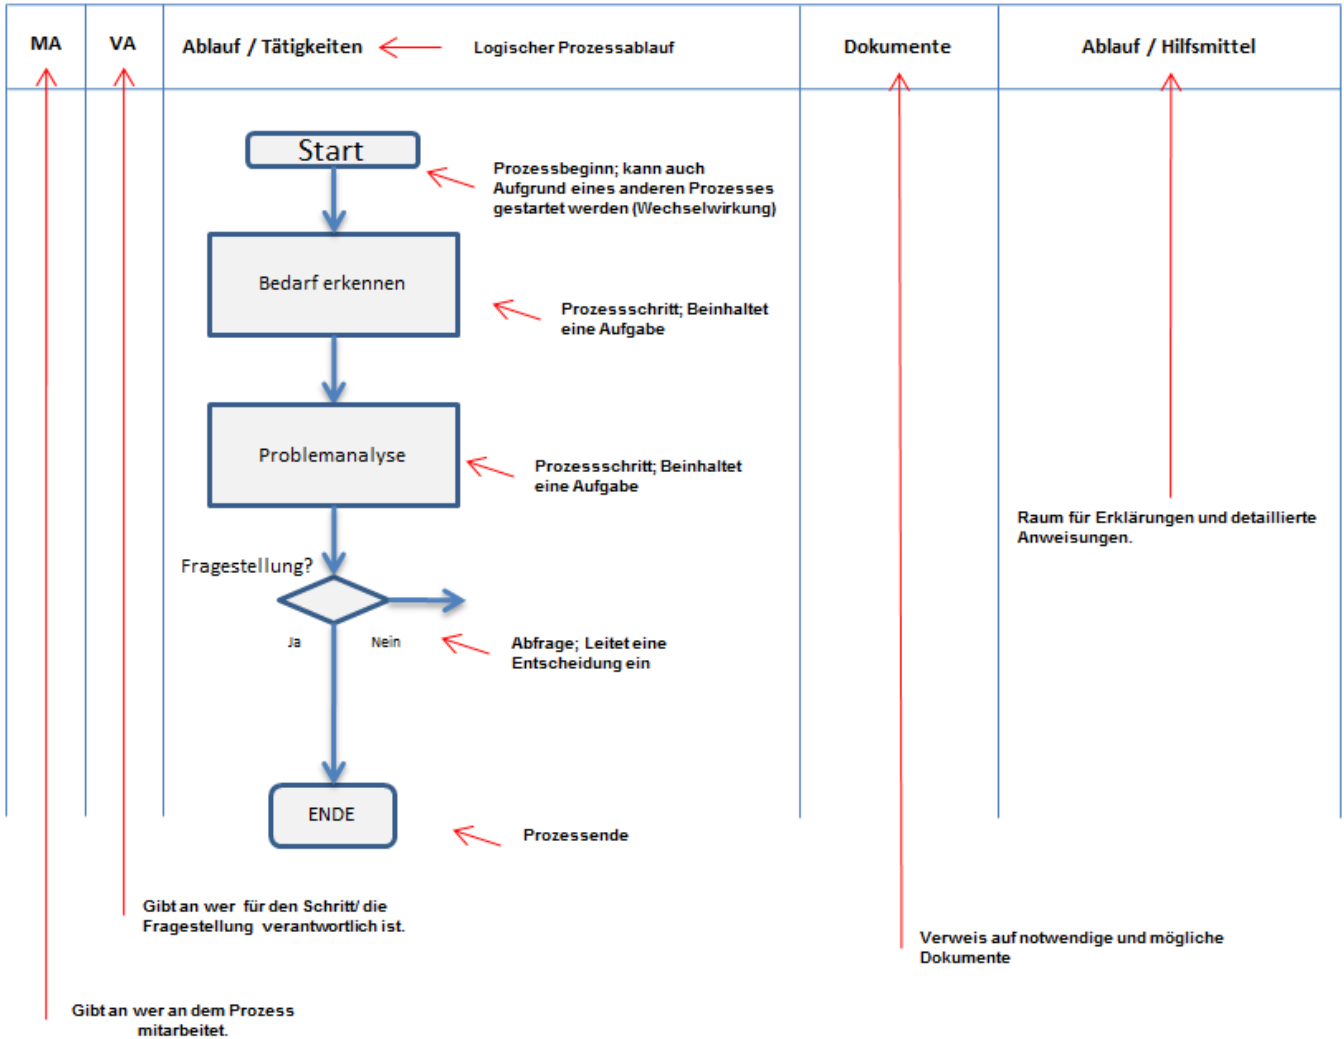 MA
VA
Ablauf / Tätigkeiten
Logischer Prozessablauf
Dokumente
Ablauf / Hilfsmittel
Start
Prozessbeginn; kann auch
Aufgrund eines anderen Prozesses
gestartet werden (Wechselwirkung)
Bedarf erkennen
Prozessschritt; Beinhaltet
eine Aufgabe
Problemanalyse
Prozessschritt; Beinhaltet
eine Aufgabe
Raum für Erklärungen und detaillierte
Anweisungen.
Fragestellung?
Ja
Nein
Abfrage; Leitet eine
Entscheidung ein
ENDE
Prozessende
Gibt an wer für den Schritt/ die
Fragestellung verantwortlich ist.
Verweis auf notwendige und mögliche
Dokumente
Gibt an wer an dem Prozess
mitarbeitet.